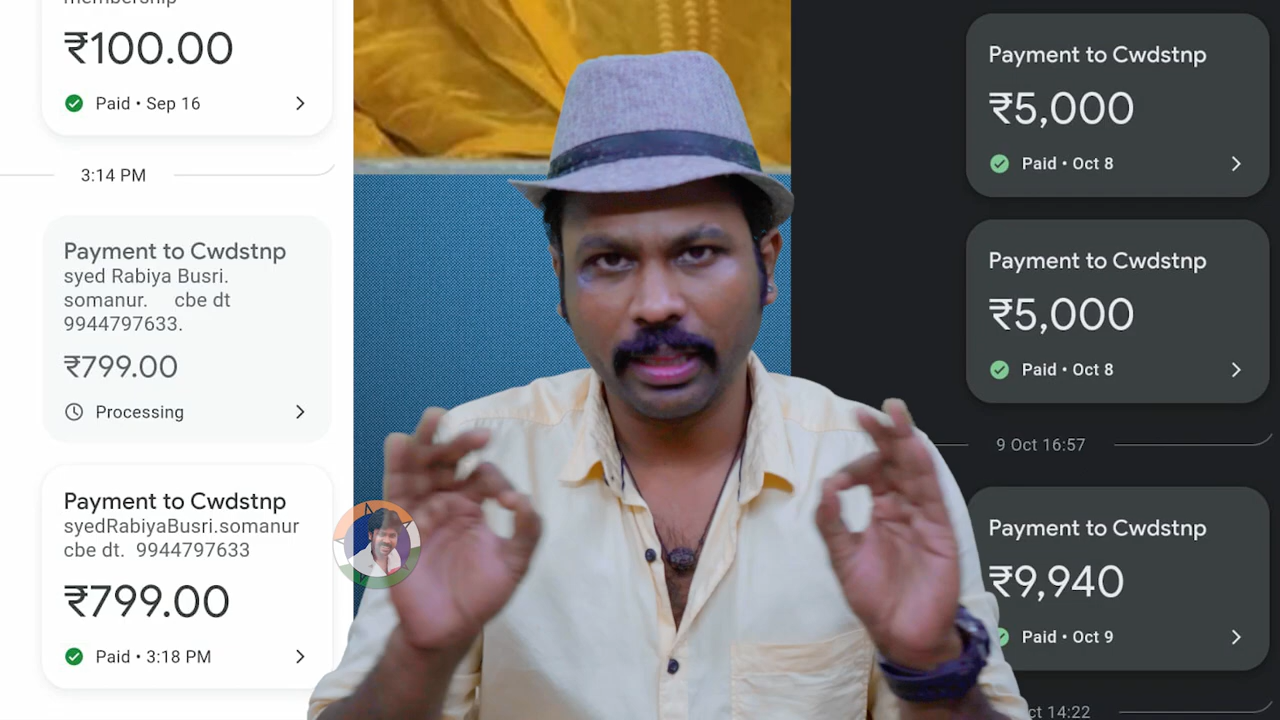 membership
₹100.00
Paid • Sep 16
3:14 PM
Payment to Cwdstnp
syed Rabiya Busri.
somanur. cbe dt
9944797633.
₹799.00
Processing
Payment to Cwdstnp
syedRabiyaBusri.somanur
cbe dt. 9944797633
₹799.00
Paid • 3:18 PM
Payment to Cwdstnp
₹5,000
Paid • Oct 8
Payment to Cwdstnp
₹5,000
Paid • Oct 8
9 Oct 16:57
Payment to Cwdstnp
₹9,940
Paid • Oct 9
ct 14:22